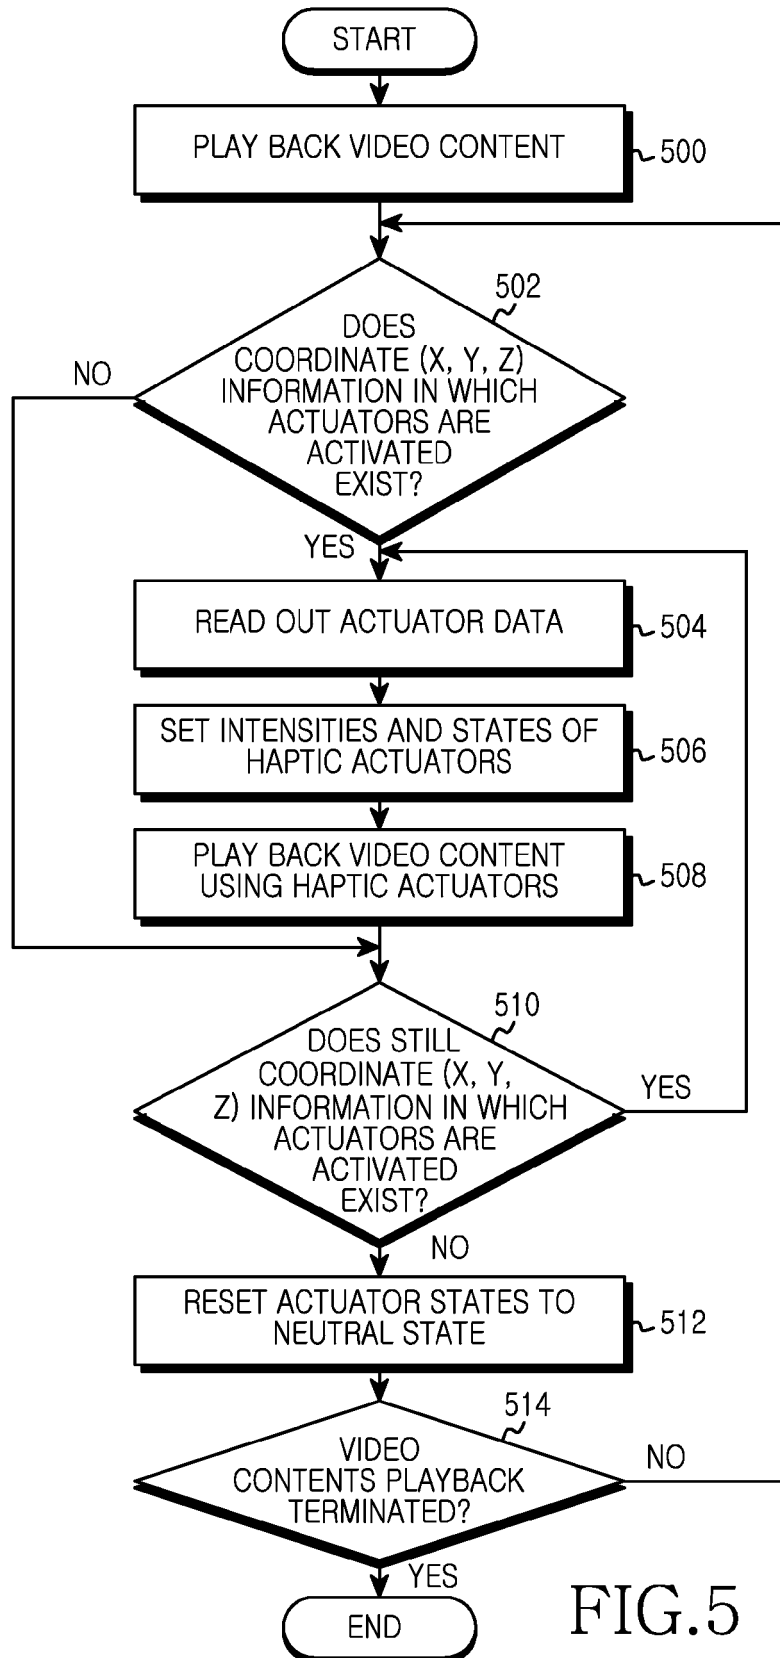 START
PLAY BACK VIDEO CONTENT
500
502
DOES
COORDINATE (X, Y, Z)
INFORMATION IN WHICH
ACTUATORS ARE
ACTIVATED
EXIST?
NO
YES
READ OUT ACTUATOR DATA
504
SET INTENSITIES AND STATES OF
HAPTIC ACTUATORS
506
PLAY BACK VIDEO CONTENT
USING HAPTIC ACTUATORS
508
510
DOES STILL
COORDINATE (X, Y,
Z) INFORMATION IN WHICH
ACTUATORS ARE
ACTIVATED
EXIST?
YES
NO
RESET ACTUATOR STATES TO
NEUTRAL STATE
512
514
VIDEO
CONTENTS PLAYBACK
TERMINATED?
NO
YES
END
FIG.5